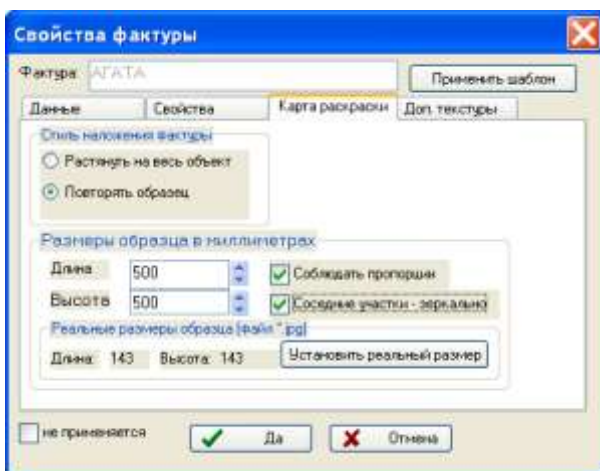 Свойства фактуры
Фактура: АГАТА Применить шаблон
Данные Свойства Карта раскраски Доп. текстуры
Стиль наложения фактуры
Растянуть на весь объект
Повторять образец
Размеры образца в миллиметрах
Длина 500 Соблюдать пропорции
Высота 500 Соседние участки - зеркально
Реальные размеры образца (файл *.jpg)
Длина: 143 Высота: 143 Установить реальный размер
не применяется Да Отмена